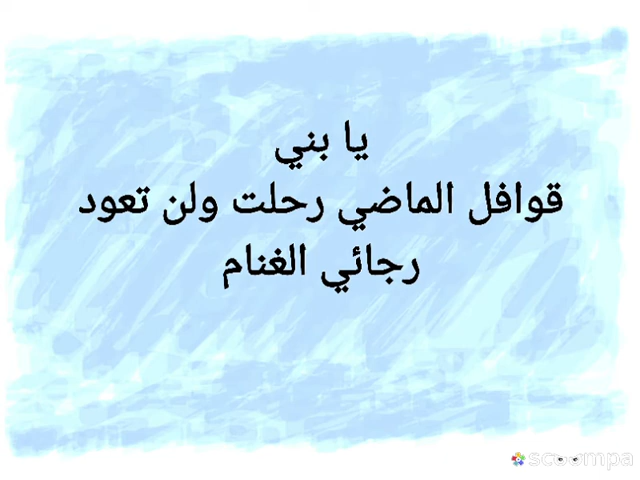 يا بني
قوافل الماضي رحلت ولن تعود
رجائي الغنام
scoompa